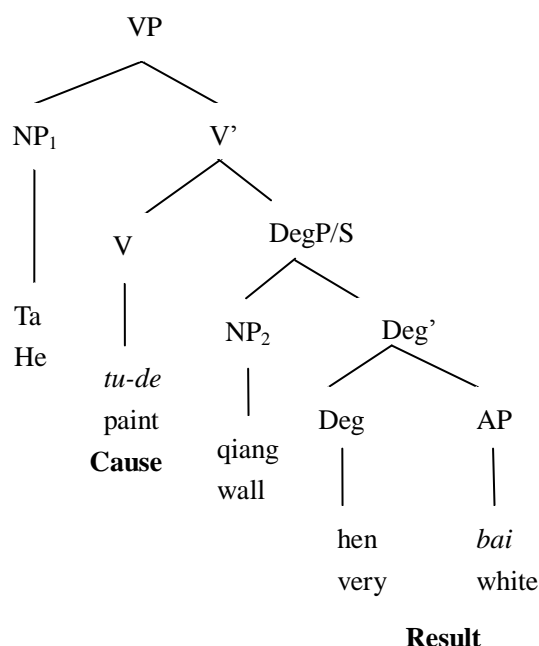 VP
NP₁ V’
V DegP/S
Ta
He
NP₂ Deg’
tu-de
paint
Cause
qiang
wall
Deg AP
hen bai
very white
Result